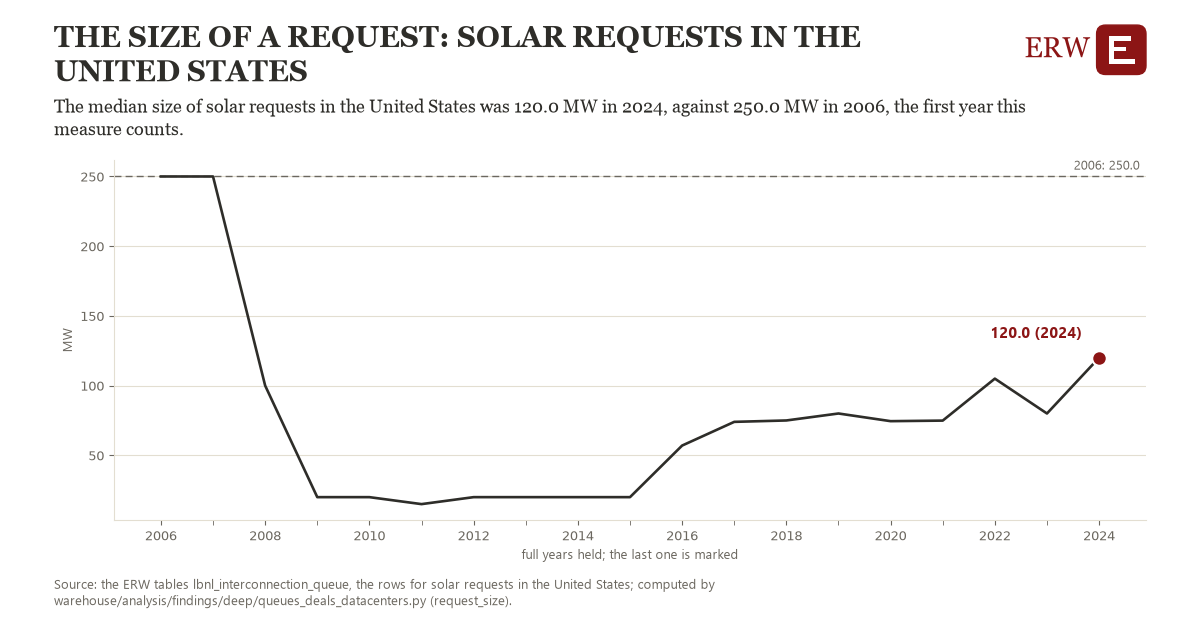 THE SIZE OF A REQUEST: SOLAR REQUESTS IN THE
UNITED STATES
ERW E
The median size of solar requests in the United States was 120.0 MW in 2024, against 250.0 MW in 2006, the first year this
measure counts.
2006: 250.0
250
200
150
100
50
MW
120.0 (2024)
2006 2008 2010 2012 2014 2016 2018 2020 2022 2024
full years held; the last one is marked
Source: the ERW tables lbnl_interconnection_queue, the rows for solar requests in the United States; computed by
warehouse/analysis/findings/deep/queues_deals_datacenters.py (request_size).